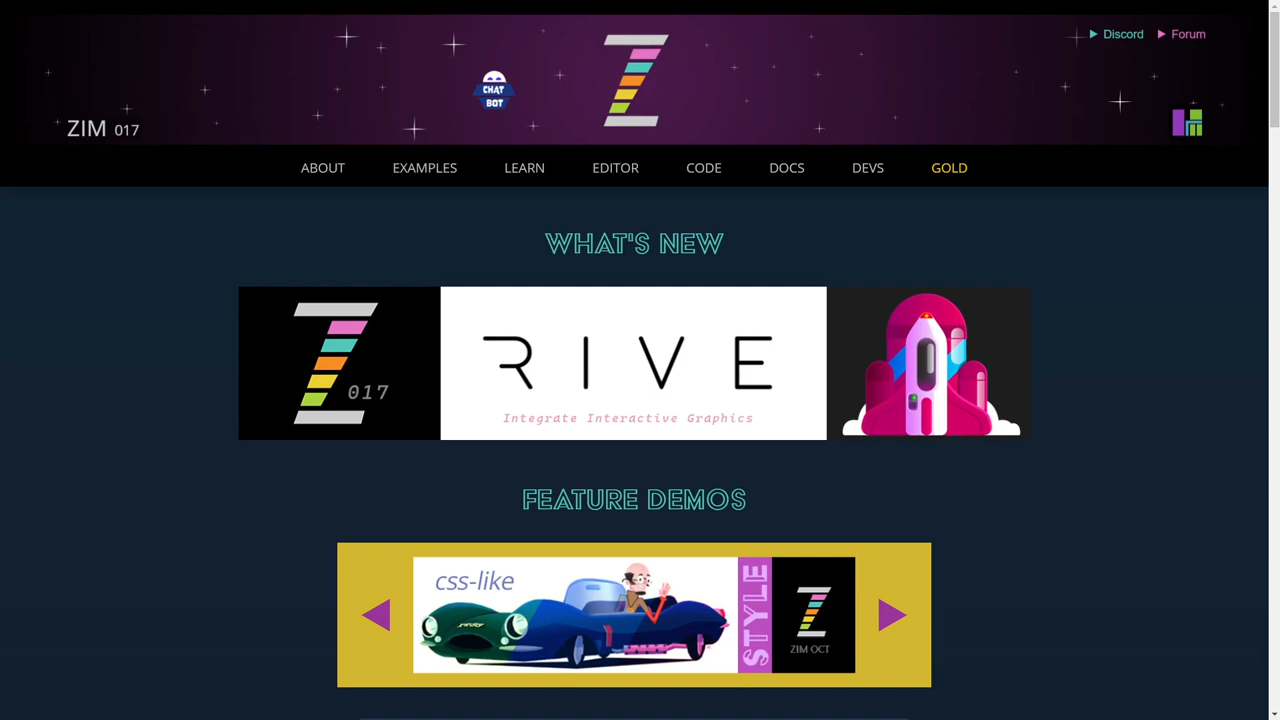 Discord
Forum
CHAT
BOT
ZIM 017
ABOUT
EXAMPLES
LEARN
EDITOR
CODE
DOCS
DEVS
GOLD
WHAT'S NEW
Z 017
RIVE
Integrate Interactive Graphics
FEATURE DEMOS
css-like
STYLE
ZIM OCT